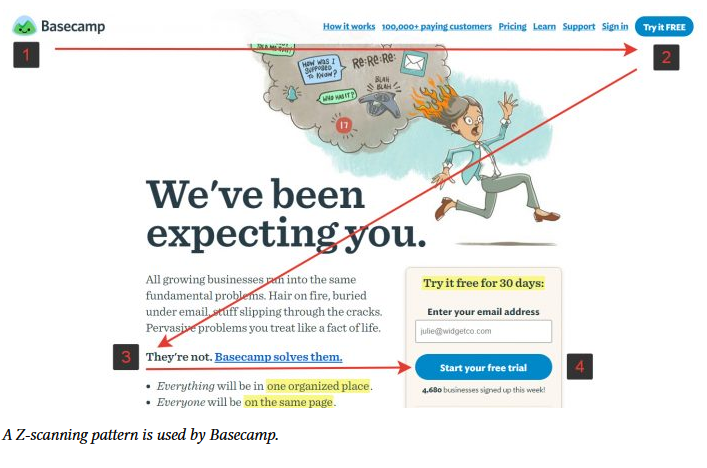 Basecamp
How it works 100,000+ paying customers Pricing Learn Support Sign in Try it FREE
1
2
HOW WAS I SUPPOSED TO KNOW?
Re: Re: Re:
BLAH BLAH
WHO HAS IT?
17
We've been
expecting you.
All growing businesses run into the same
fundamental problems. Hair on fire, buried
under email, stuff slipping through the cracks.
Pervasive problems you treat like a fact of life.
3
They're not. Basecamp solves them.
• Everything will be in one organized place.
• Everyone will be on the same page.
Try it free for 30 days:
Enter your email address
julie@widgetco.com
Start your free trial
4
4,680 businesses signed up this week!
A Z-scanning pattern is used by Basecamp.